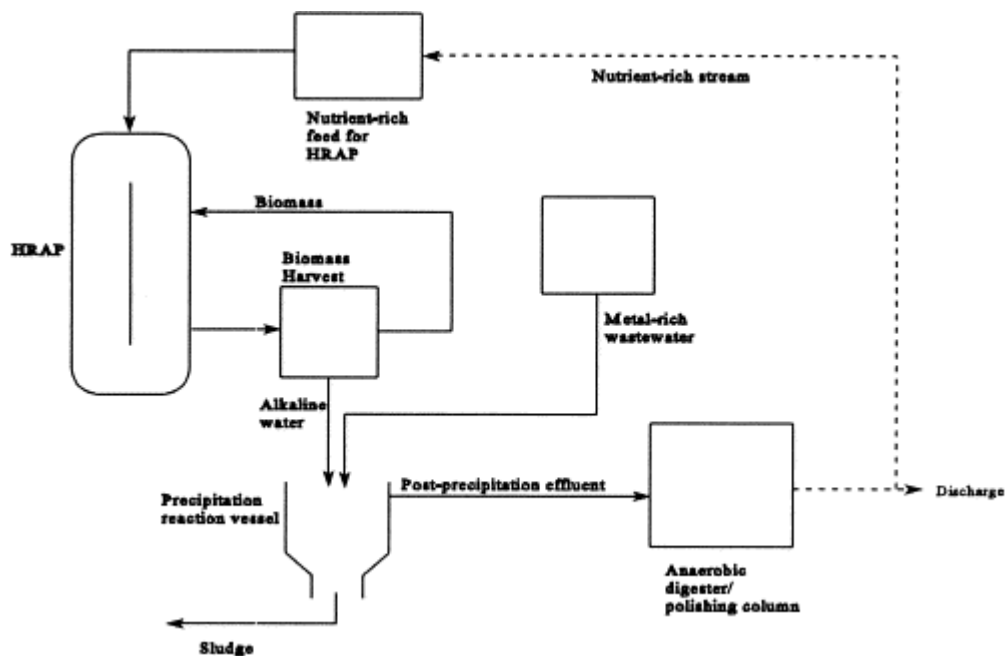 Nutrient-rich stream
Nutrient-rich
feed for
HRAP
Biomass
HRAP
Biomass
Harvest
Metal-rich
wastewater
Alkaline
water
Precipitation
reaction vessel
Post-precipitation effluent
Discharge
Anaerobic
digester/
polishing column
Sludge